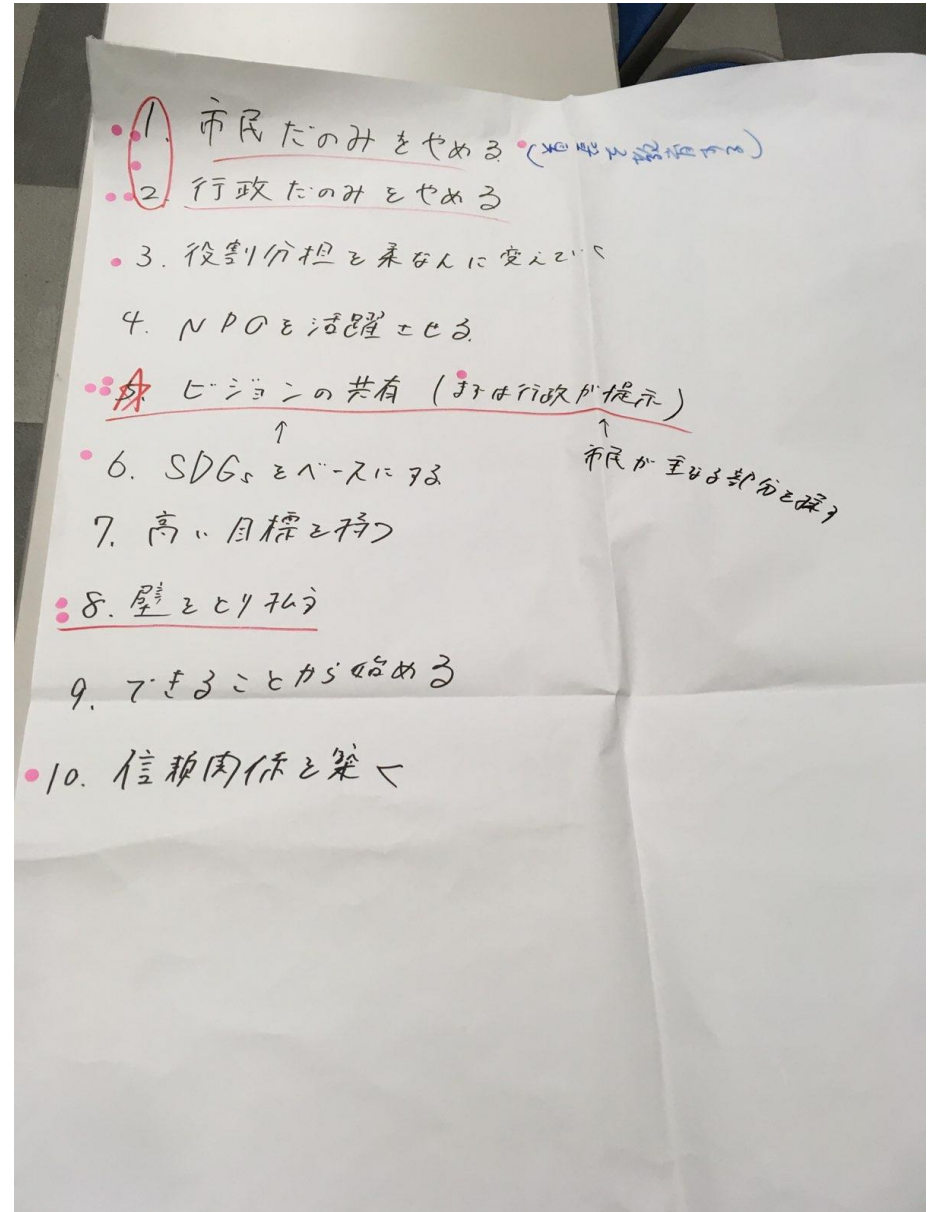 1. 市民だのみをやめる
2. 行政だのみをやめる
3. 役割分担を柔なんに変えていく
4. NPOを活躍させる
5. ビジョンの共有 (まずは行政が提示)
↑
↑
市民が主なる部分を探す
6. SDGsをベースにする
7. 高い目標を持つ
8. 壁をとり払う
9. できることから始める
10. 信頼関係を築く